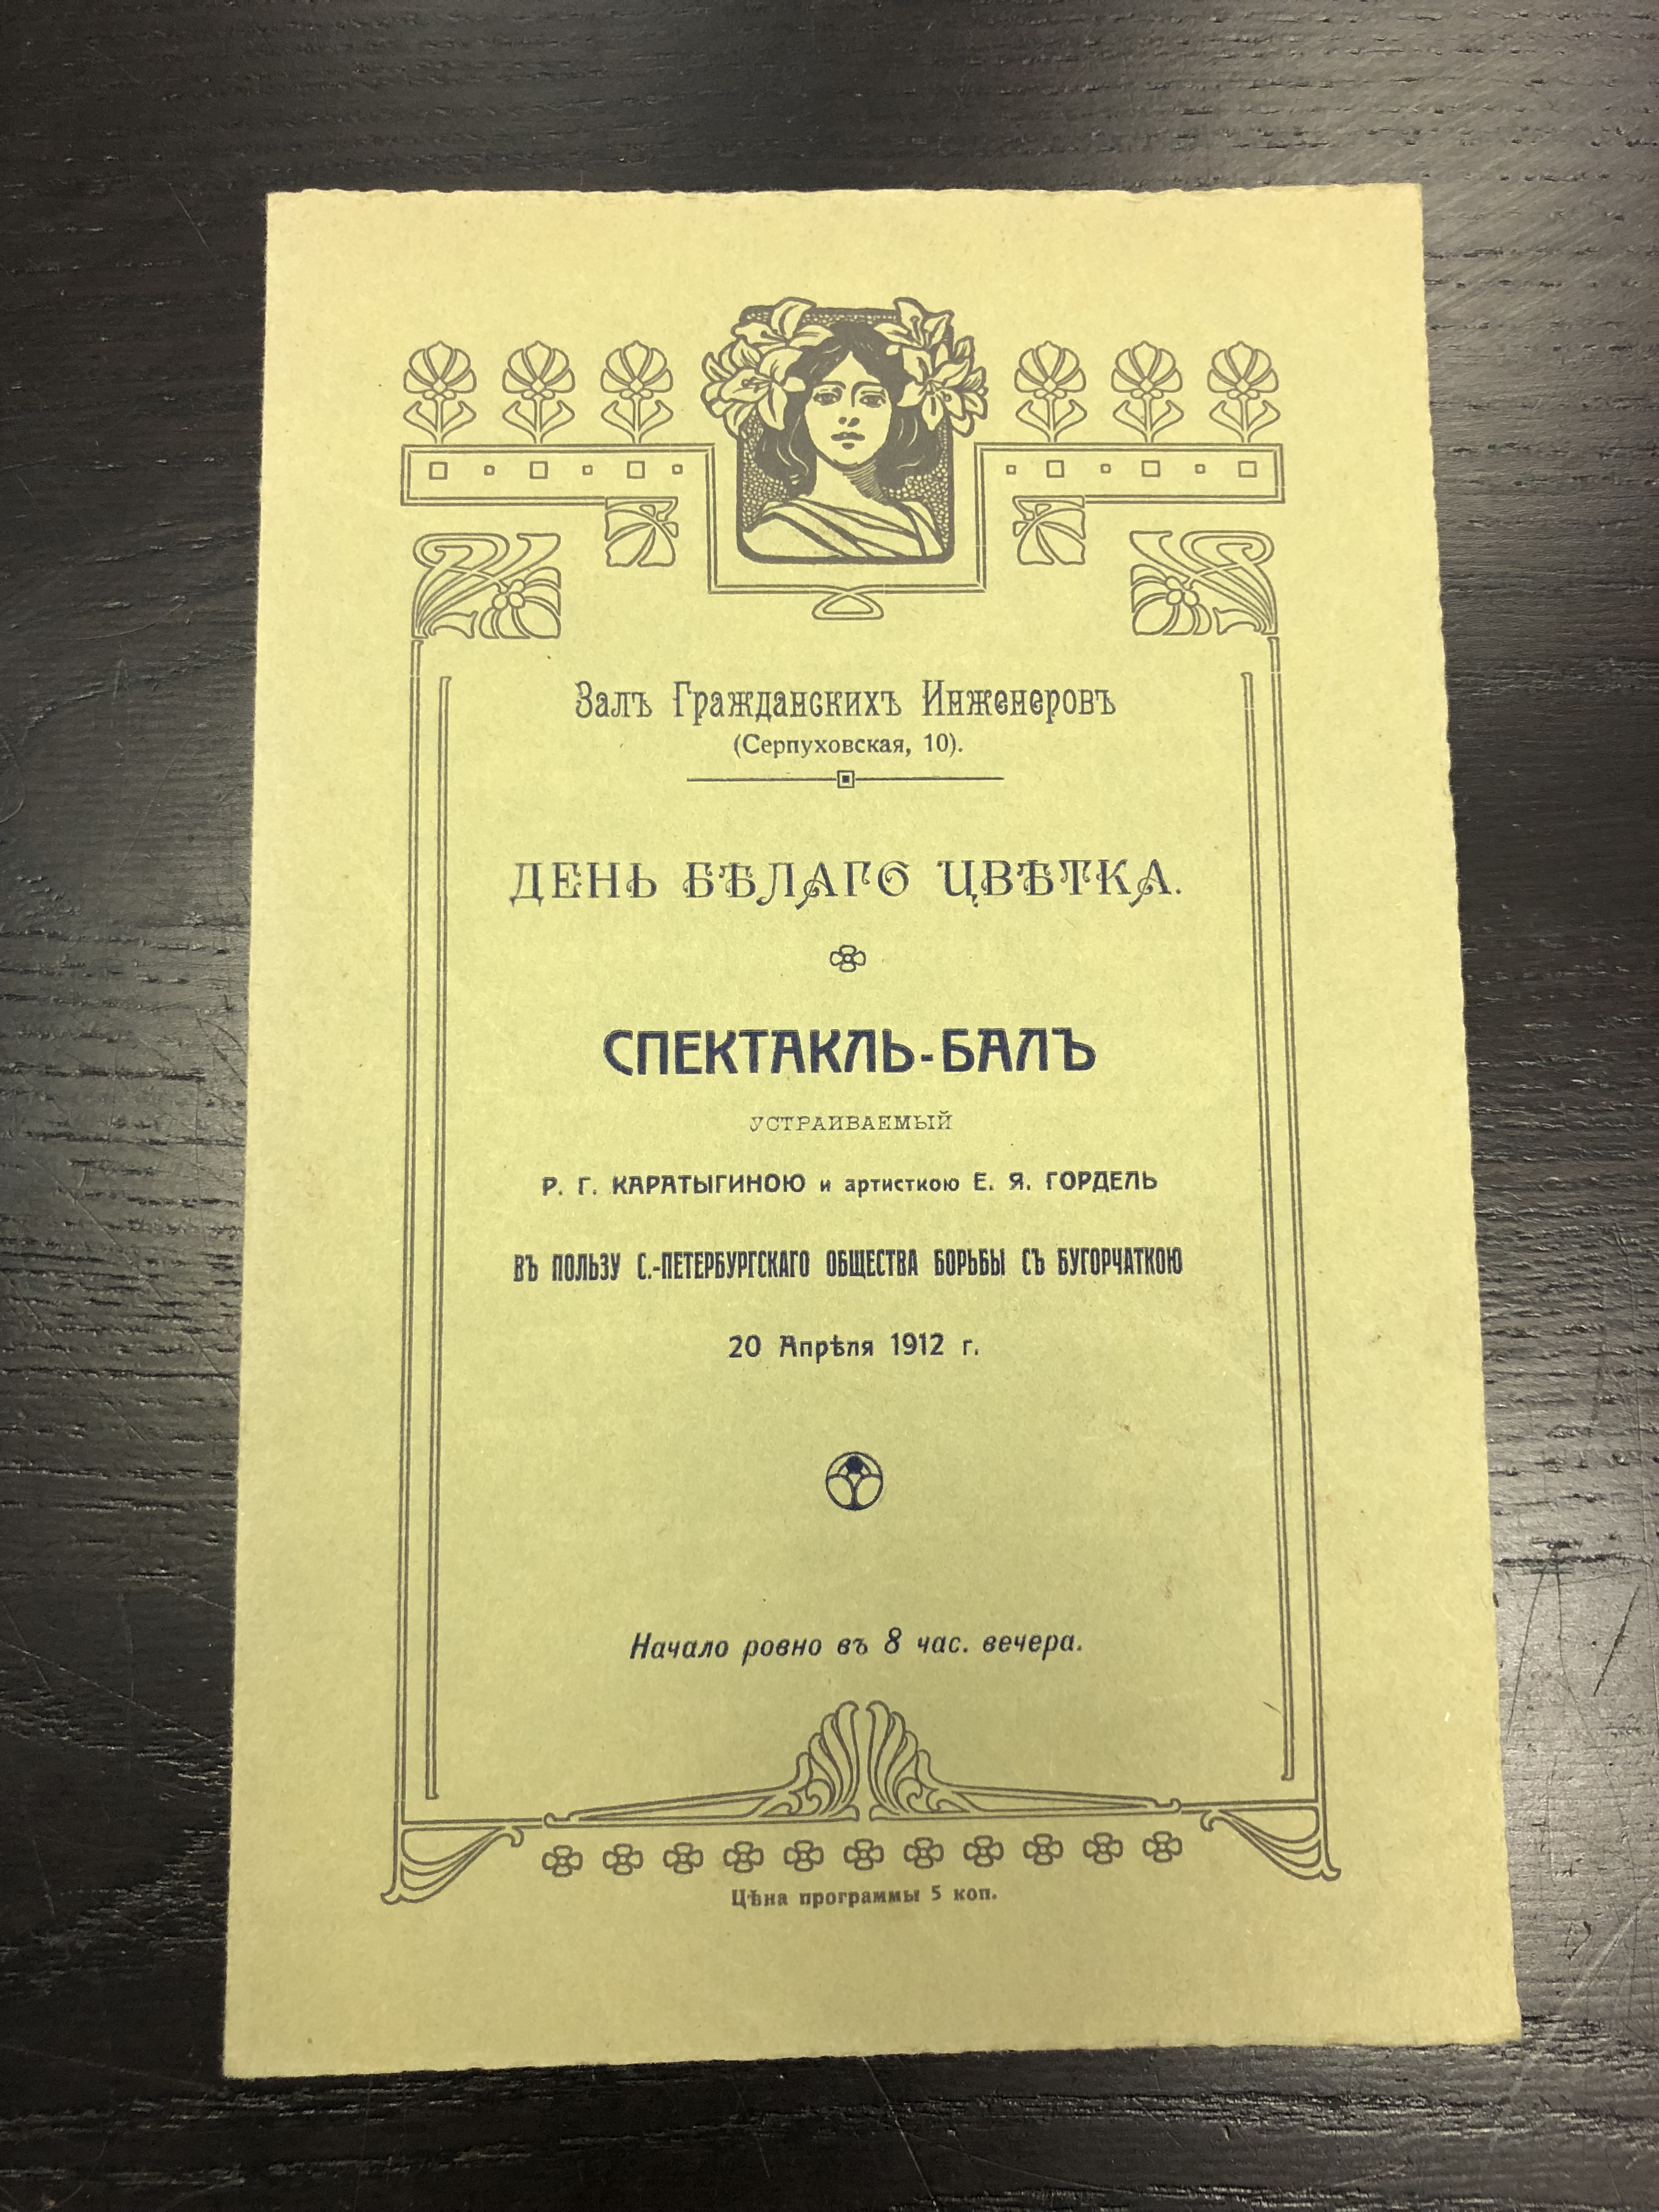 Залъ Гражданскихъ Инженеровъ
(Серпуховская, 10).
ДЕНЬ БѢЛАГО ЦВѢТКА.
СПЕКТАКЛЬ-БАЛЪ
УСТРАИВАЕМЫЙ
Р. Г. КАРАТЫГИНОЮ и артисткою Е. Я. ГОРДЕЛЬ
ВЪ ПОЛЬЗУ С.-ПЕТЕРБУРГСКАГО ОБЩЕСТВА БОРЬБЫ СЪ БУГОРЧАТКОЮ
20 Апрѣля 1912 г.
Начало ровно въ 8 час. вечера.
Цѣна программы 5 коп.